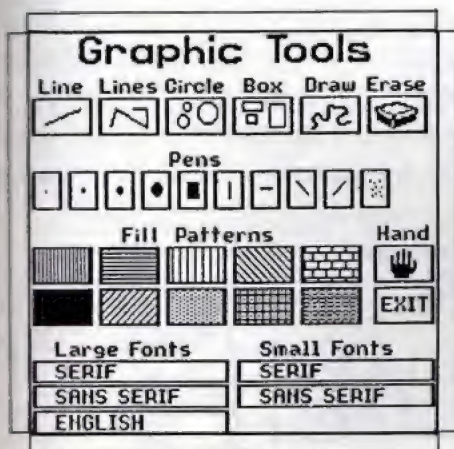 Graphic Tools
Line Lines Circle Box Draw Erase
Pens
Fill Patterns Hand
EXIT
Large Fonts Small Fonts
SERIF SERIF
SANS SERIF SANS SERIF
ENGLISH